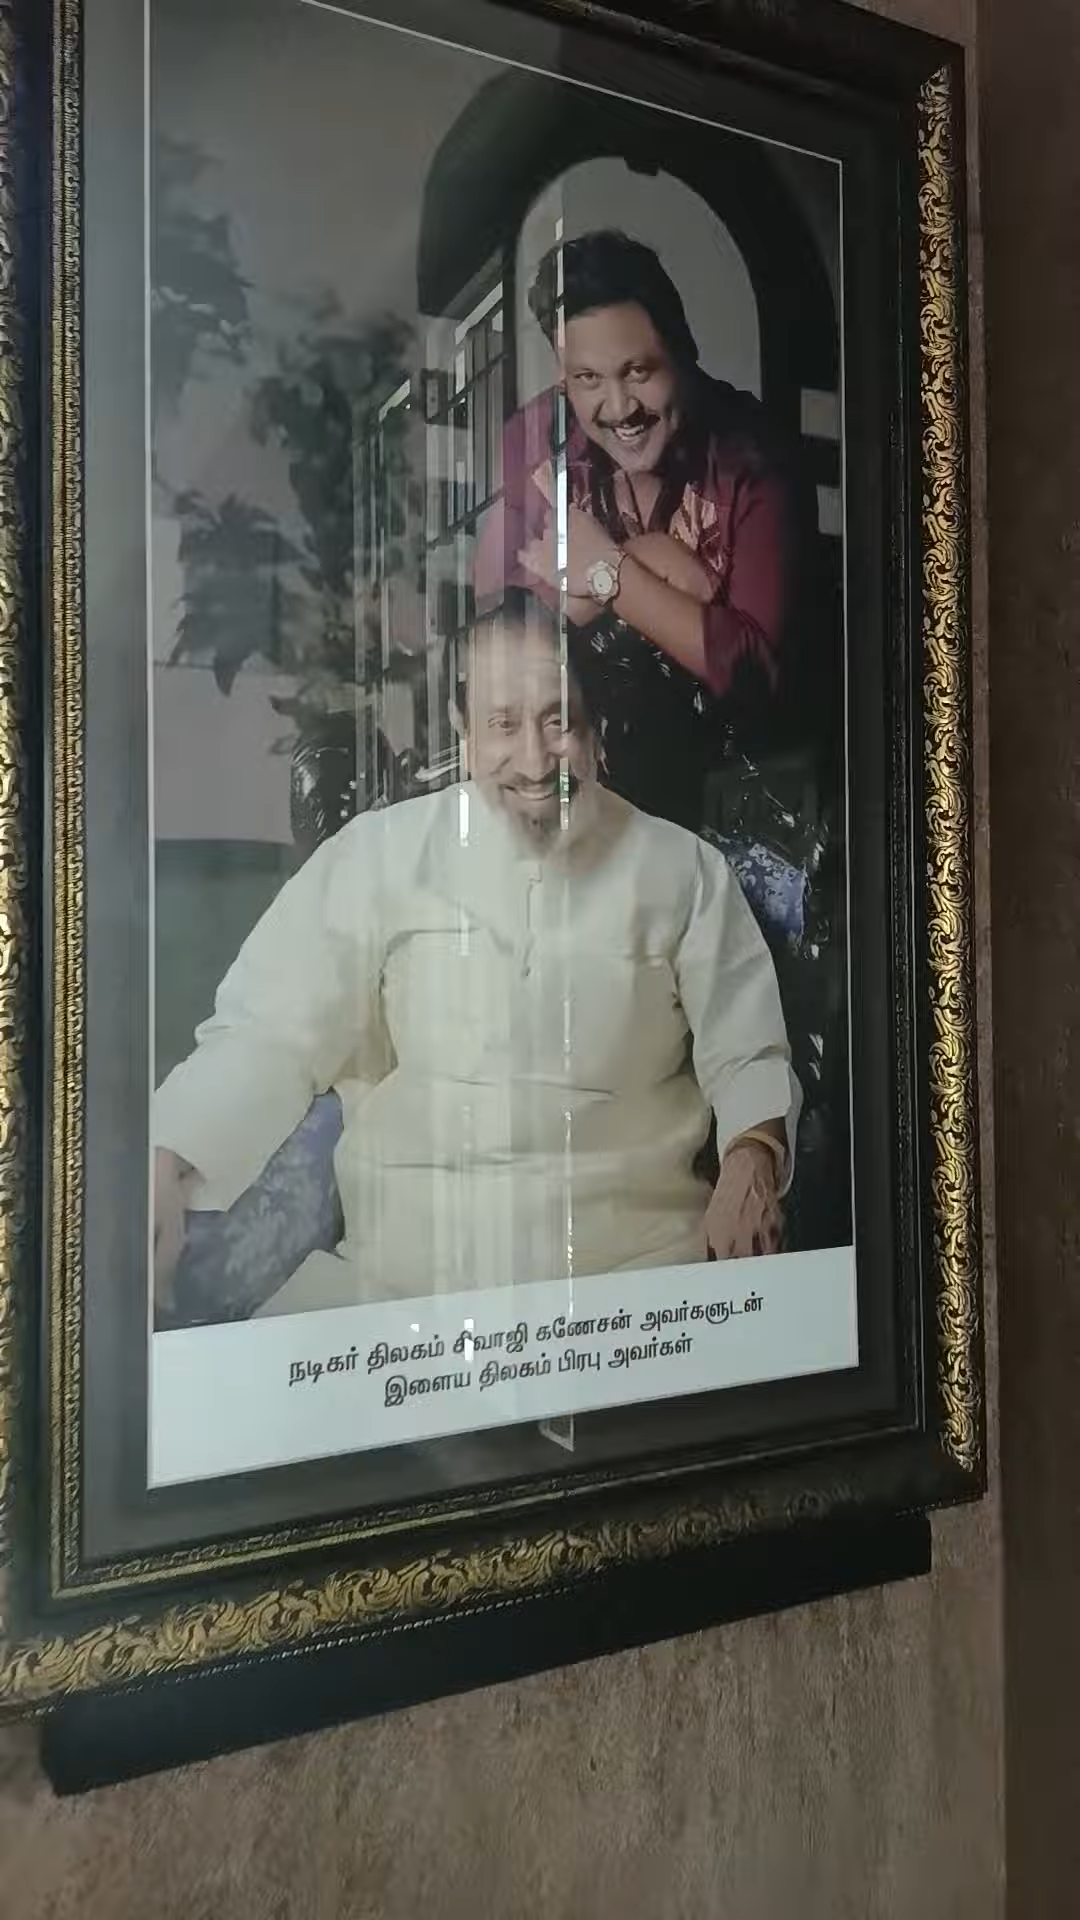 நடிகர் திலகம் சிவாஜி கணேசன் அவர்களுடன்
இளைய திலகம் பிரபு அவர்கள்